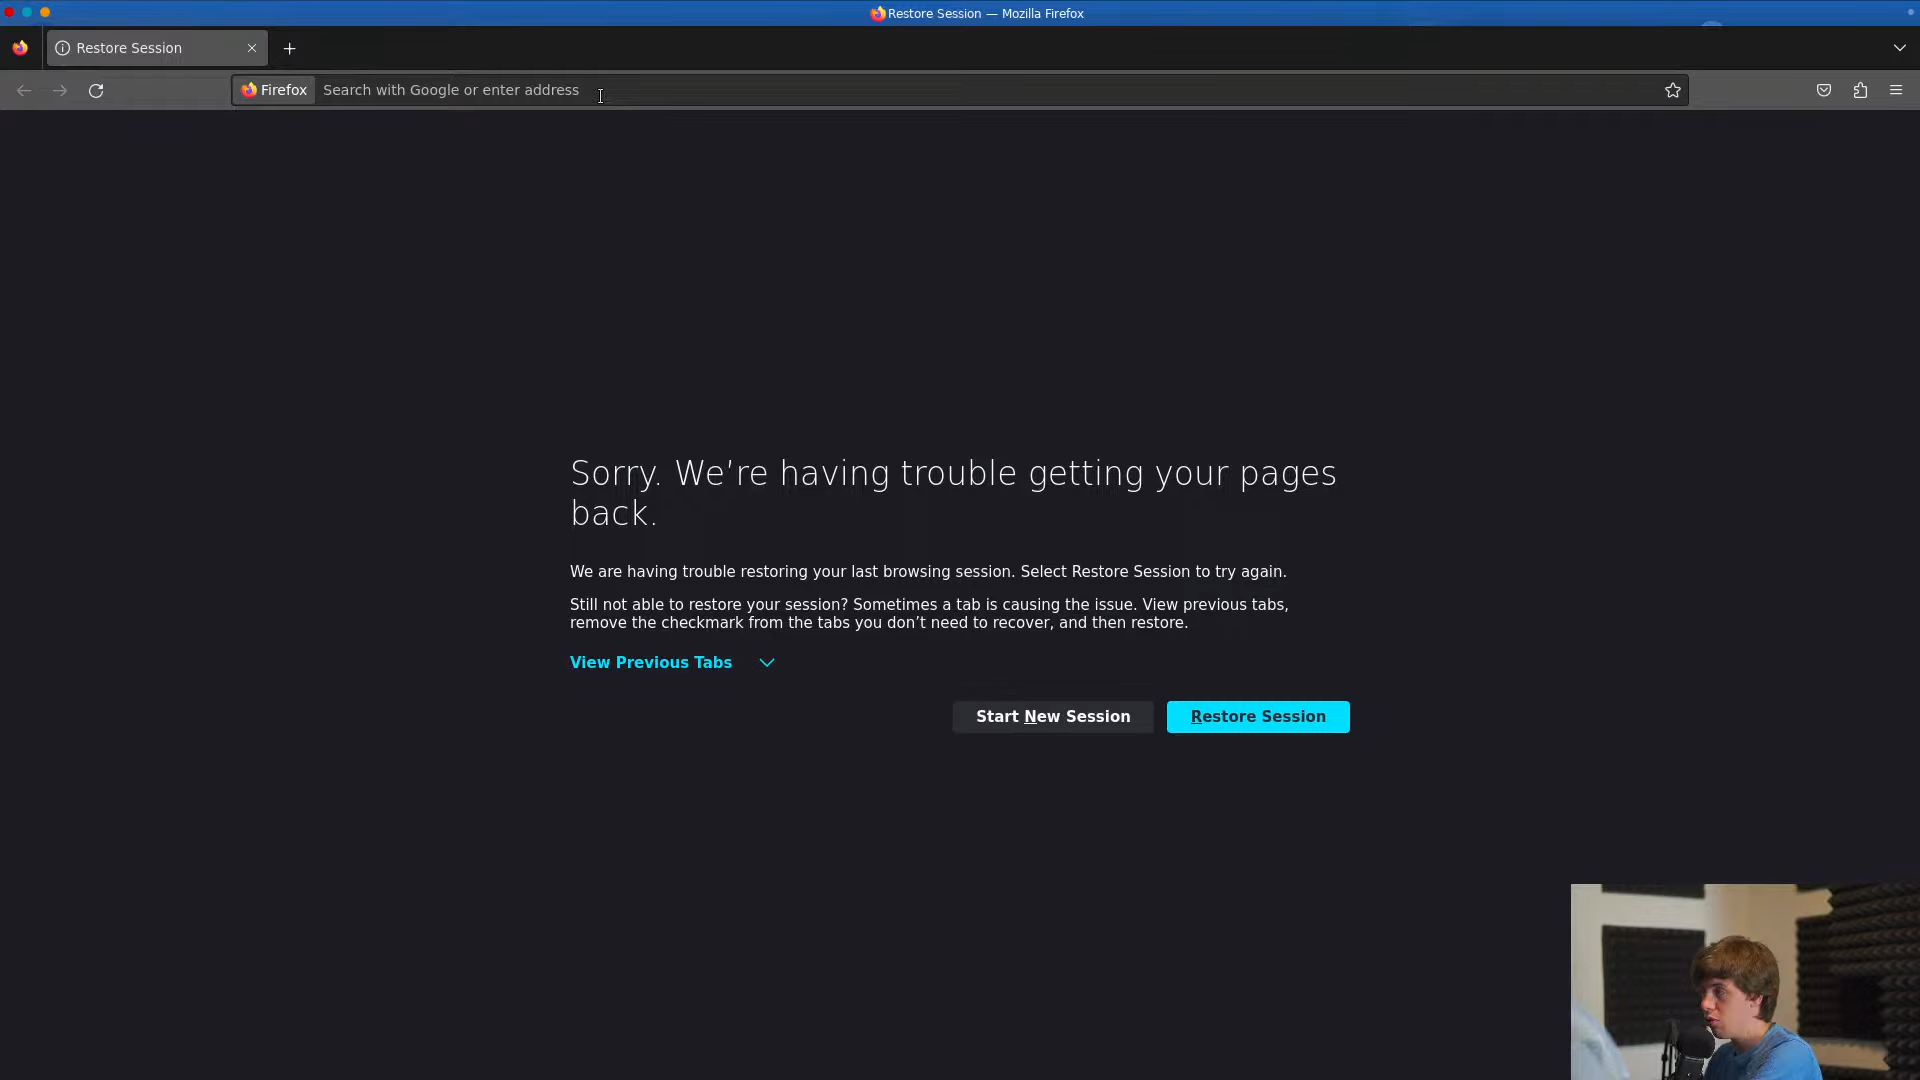 Restore Session — Mozilla Firefox
Restore Session
Firefox Search with Google or enter address
Sorry. We're having trouble getting your pages
back.
We are having trouble restoring your last browsing session. Select Restore Session to try again.
Still not able to restore your session? Sometimes a tab is causing the issue. View previous tabs,
remove the checkmark from the tabs you don’t need to recover, and then restore.
View Previous Tabs
Start New Session Restore Session